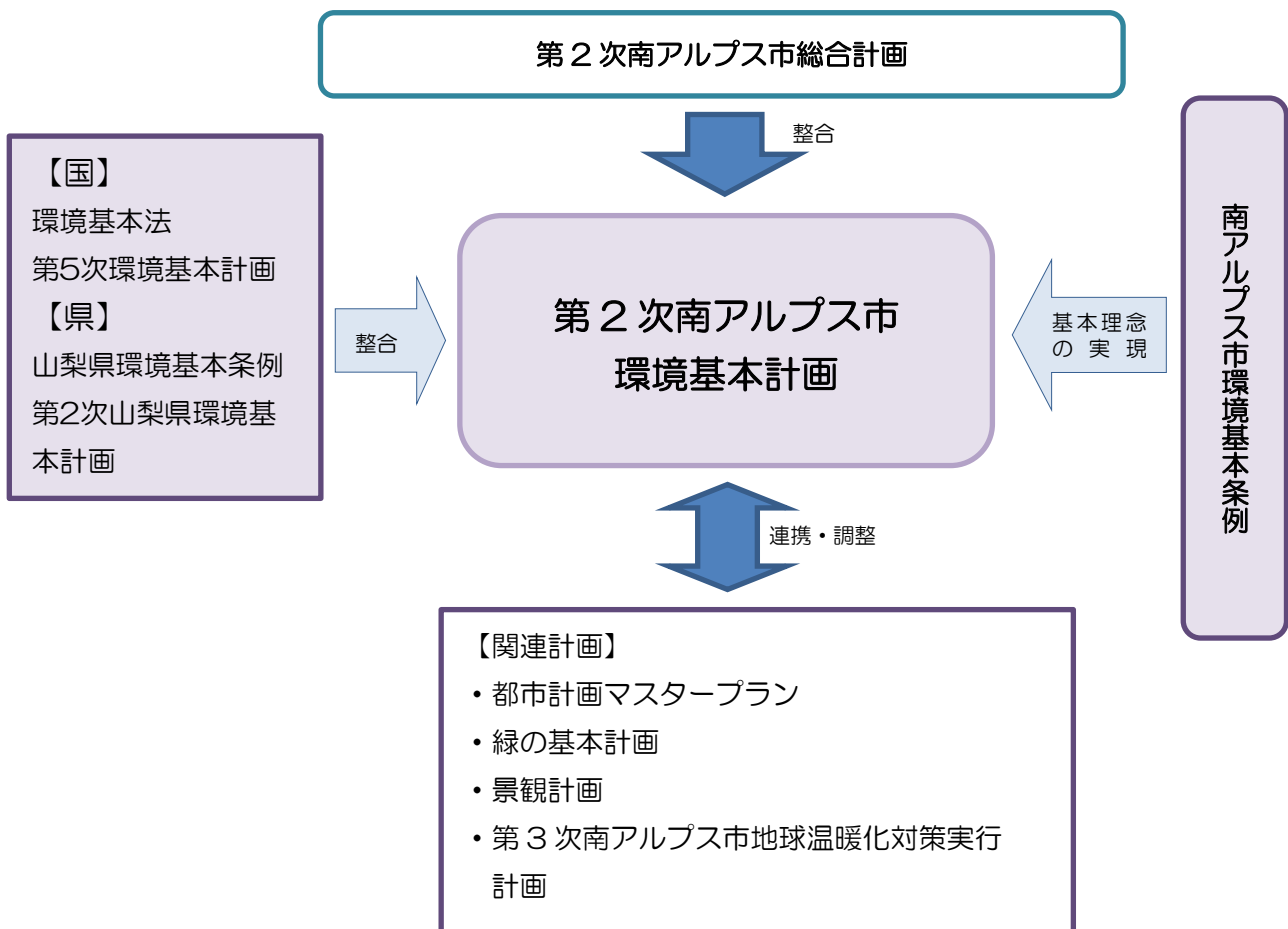 第2次南アルプス市総合計画
整合
【国】
環境基本法
第5次環境基本計画
【県】
山梨県環境基本条例
第2次山梨県環境基
本計画
整合
第2次南アルプス市
環境基本計画
基本理念
の実現
南アルプス市環境基本条例
連携・調整
【関連計画】
・都市計画マスタープラン
・緑の基本計画
・景観計画
・第3次南アルプス市地球温暖化対策実行
計画